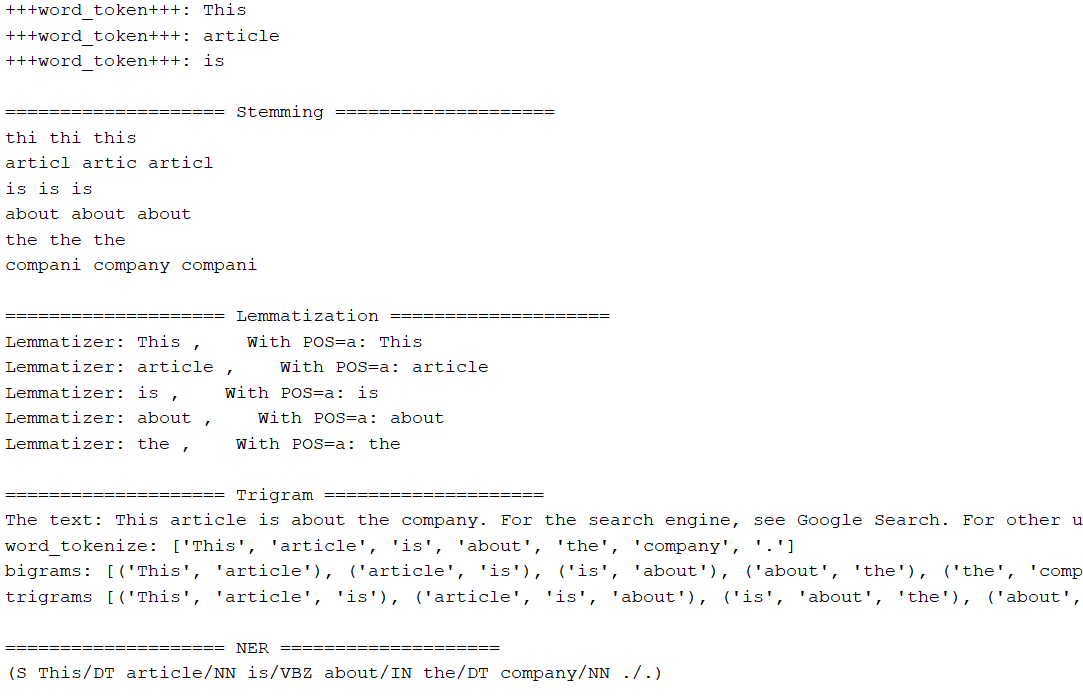 +++word_token+++: This
+++word_token+++: article
+++word_token+++: is
==================== Stemming ====================
thi thi this
articl artic articl
is is is
about about about
the the the
compani company compani
==================== Lemmatization ====================
Lemmatizer: This ,    With POS=a: This
Lemmatizer: article ,    With POS=a: article
Lemmatizer: is ,    With POS=a: is
Lemmatizer: about ,    With POS=a: about
Lemmatizer: the ,    With POS=a: the
==================== Trigram ====================
The text: This article is about the company. For the search engine, see Google Search. For other u
word_tokenize: ['This', 'article', 'is', 'about', 'the', 'company', '.']
bigrams: [('This', 'article'), ('article', 'is'), ('is', 'about'), ('about', 'the'), ('the', 'comp
trigrams [('This', 'article', 'is'), ('article', 'is', 'about'), ('is', 'about', 'the'), ('about',
==================== NER ====================
(S This/DT article/NN is/VBZ about/IN the/DT company/NN ./.)